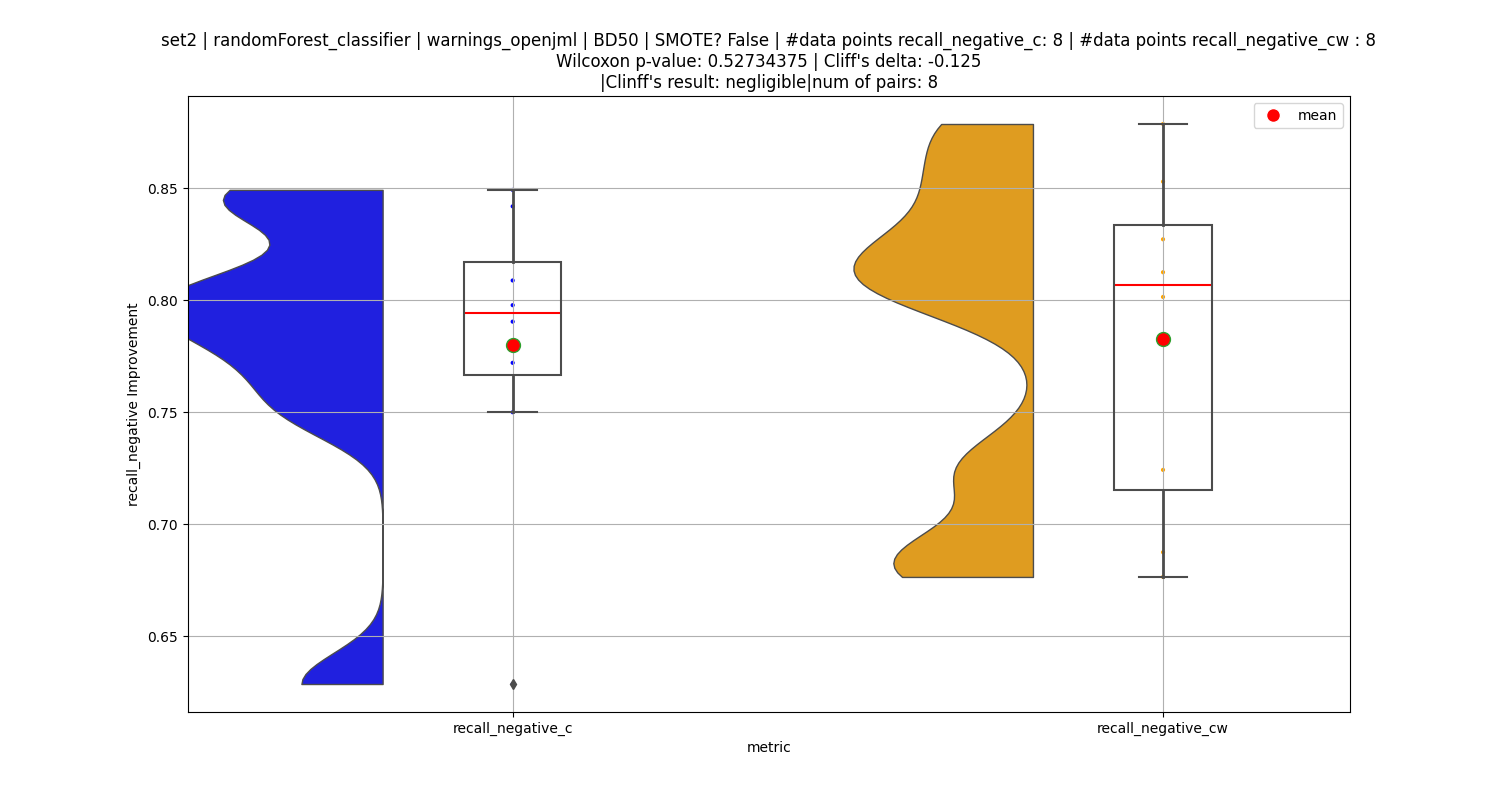 set2 | randomForest_classifier | warnings_openjml | BD50 | SMOTE? False | #data points recall_negative_c: 8 | #data points recall_negative_cw : 8
Wilcoxon p-value: 0.52734375 | Cliff's delta: -0.125
|Clinff's result: negligible|num of pairs: 8
mean
0.85
0.80
0.75
0.70
0.65
recall_negative Improvement
recall_negative_c
recall_negative_cw
metric